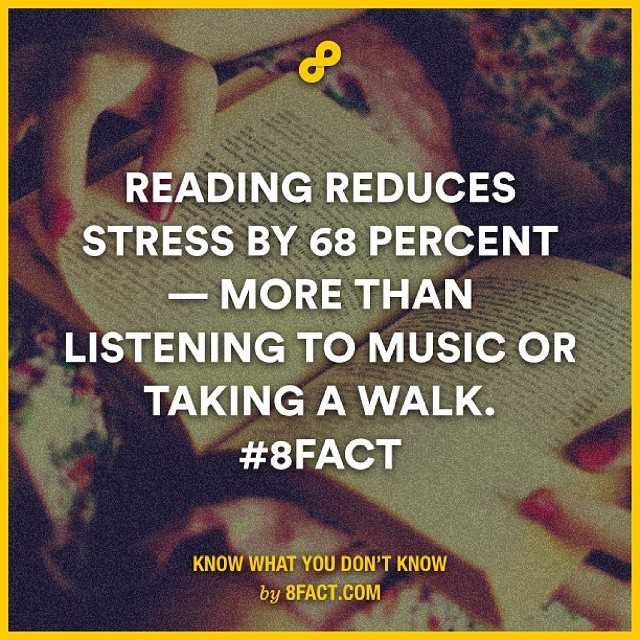 READING REDUCES
STRESS BY 68 PERCENT
— MORE THAN
LISTENING TO MUSIC OR
TAKING A WALK.
#8FACT
KNOW WHAT YOU DON'T KNOW
by 8FACT.COM